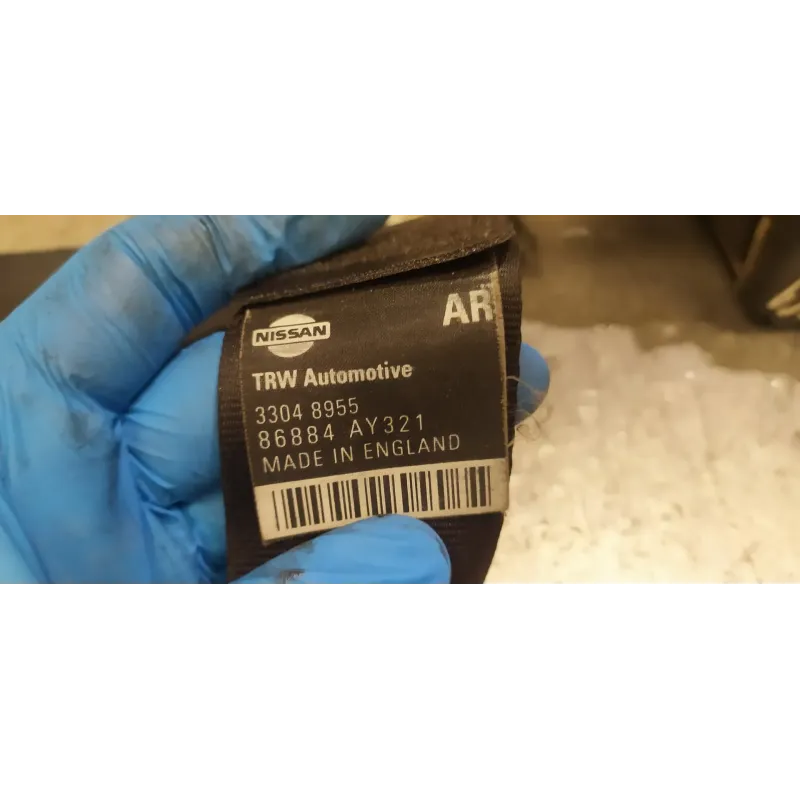 AR
NISSAN
TRW Automotive
3304 8955
86884 AY321
MADE IN ENGLAND